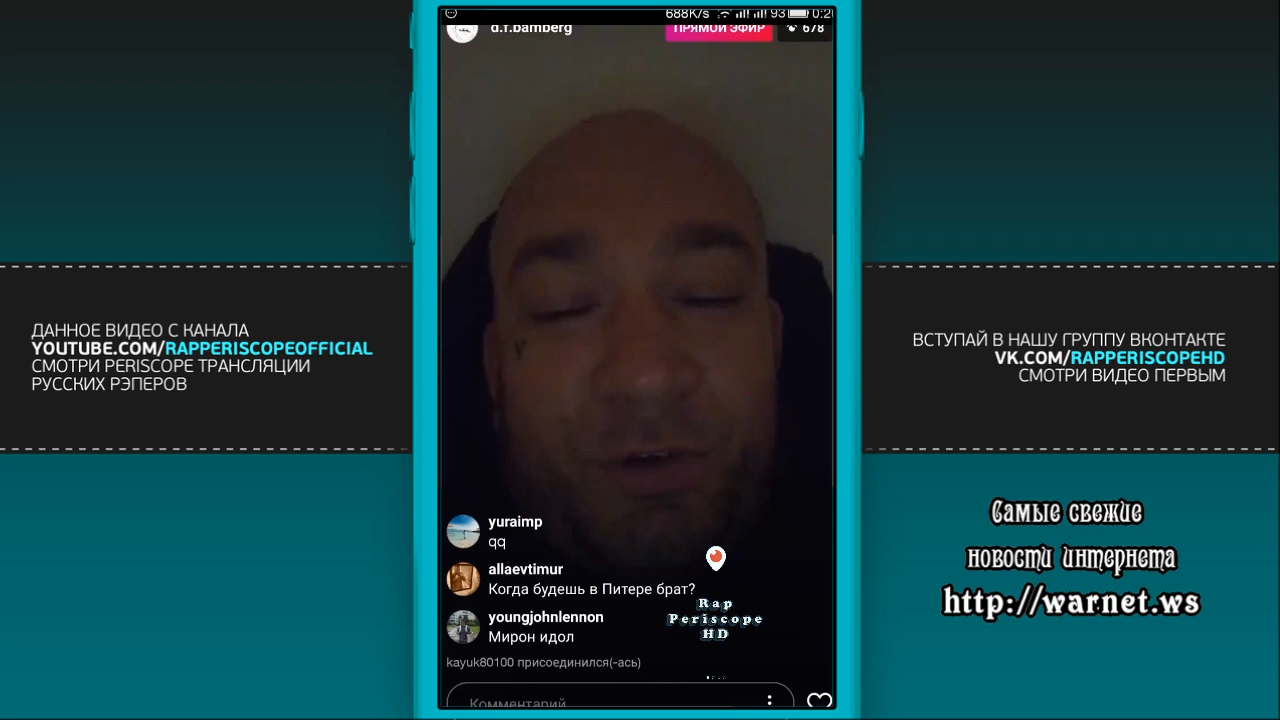 688K/s 93 0:20
d.f.bamberg
ПРЯМОЙ ЭФИР
678
ДАННОЕ ВИДЕО С КАНАЛА
YOUTUBE.COM/RAPPERISCOPEOFFICIAL
СМОТРИ PERISCOPE ТРАНСЛЯЦИИ
РУССКИХ РЭПЕРОВ
ВСТУПАЙ В НАШУ ГРУППУ ВКОНТАКТЕ
VK.COM/RAPPERISCOPEHD
СМОТРИ ВИДЕО ПЕРВЫМ
yuraimp
qq
allaevtimur
Когда будешь в Питере брат?
youngjohnlennon
Мирон идол
kayuk80100 присоединился(-ась)
Комментарий
Rap
Periscope
HD
Самые свежие
новости интернета
http://warnet.ws